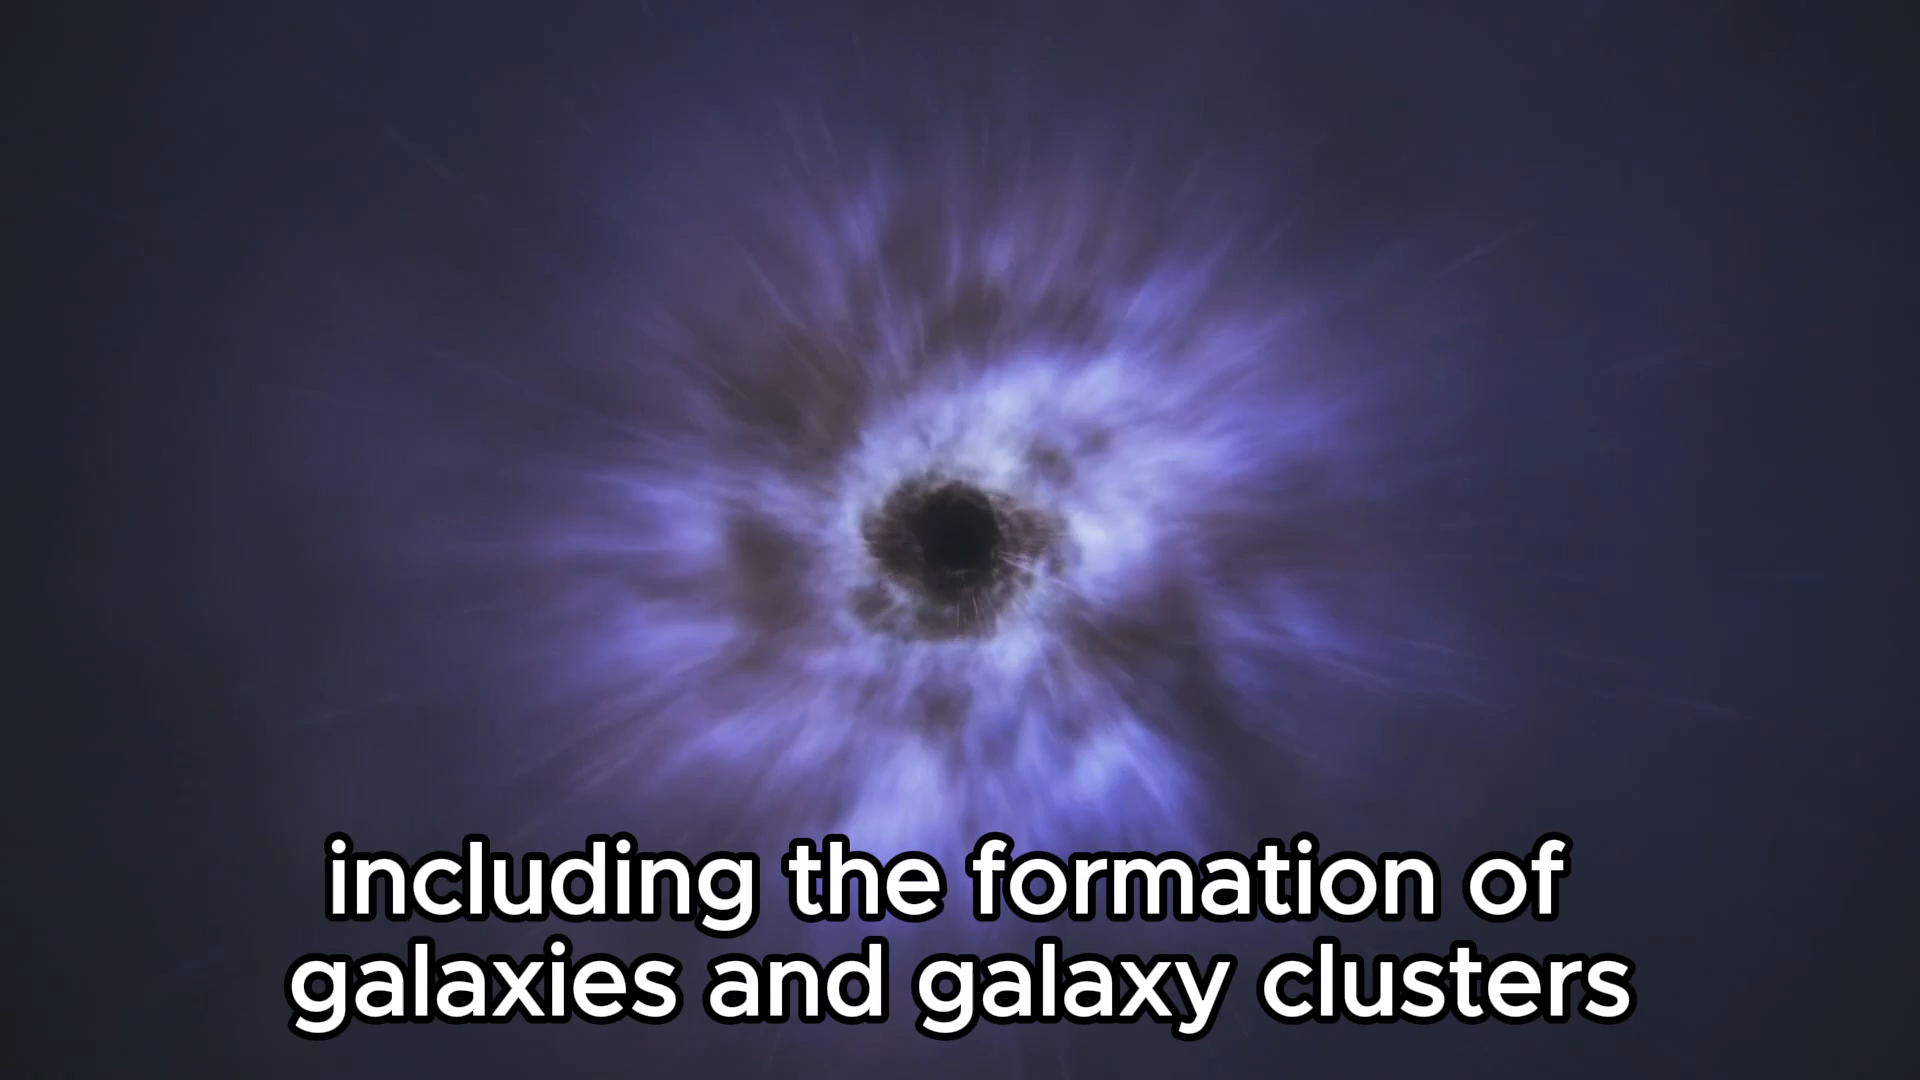 including the formation of
galaxies and galaxy clusters